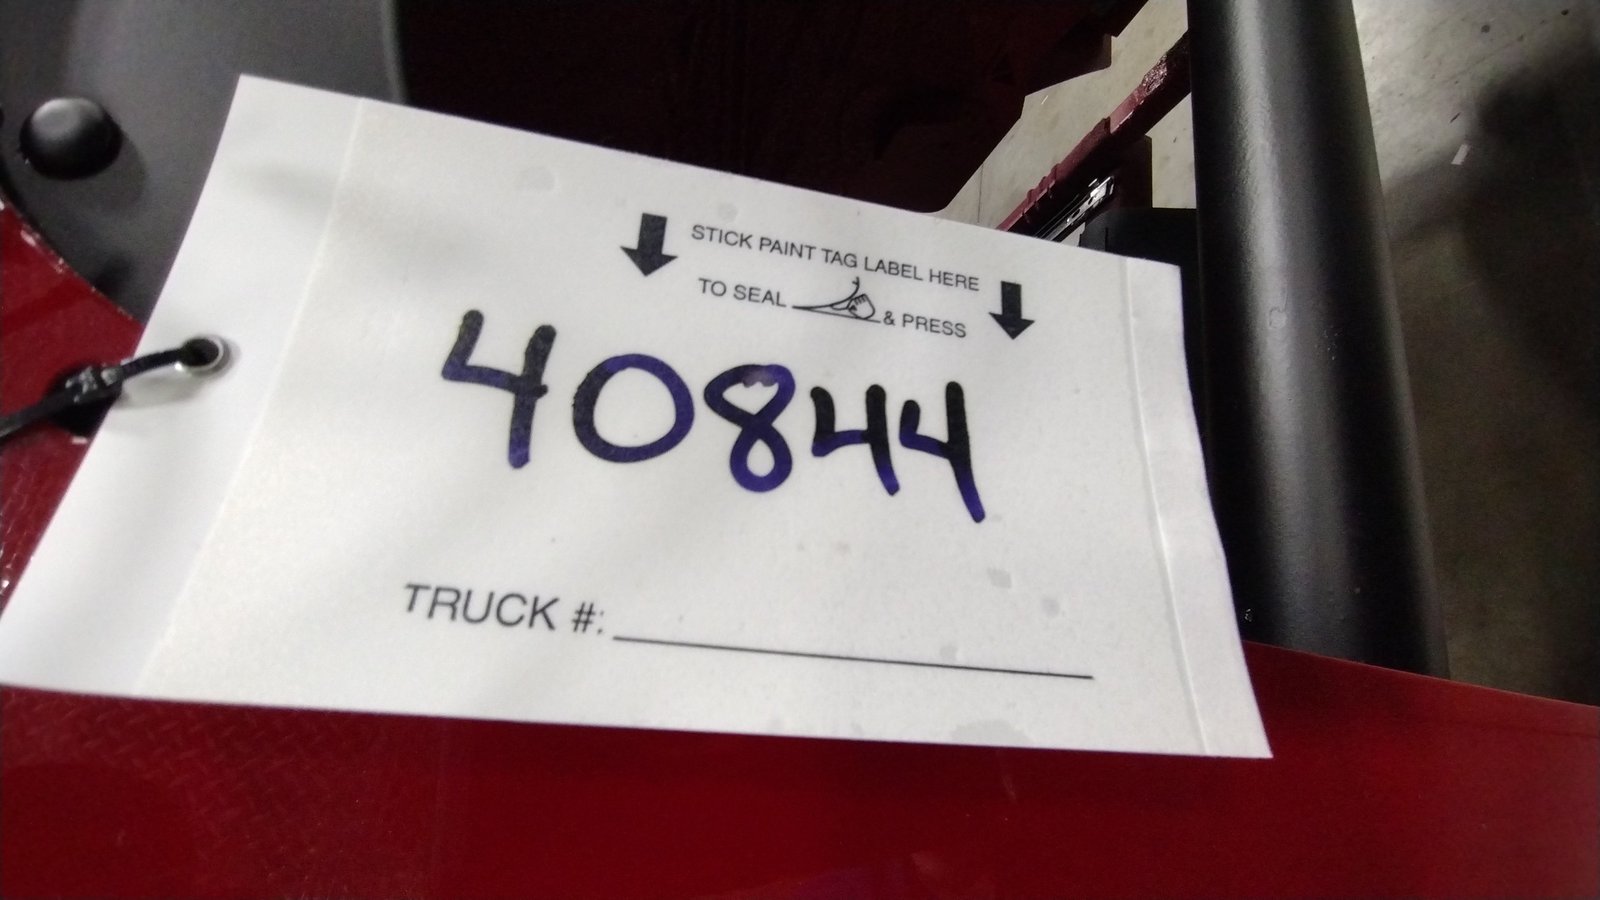 STICK PAINT TAG LABEL HERE
TO SEAL & PRESS
40844
TRUCK #: